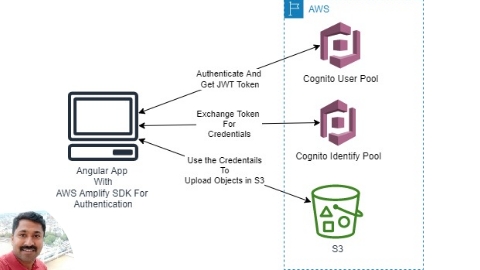 AWS
Authenticate And
Get JWT Token
Cognito User Pool
Exchange Token
For
Credentials
Cognito Identify Pool
Use the Credentails
To
Upload Objects in S3
Angular App
With
AWS Amplify SDK For
Authentication
S3